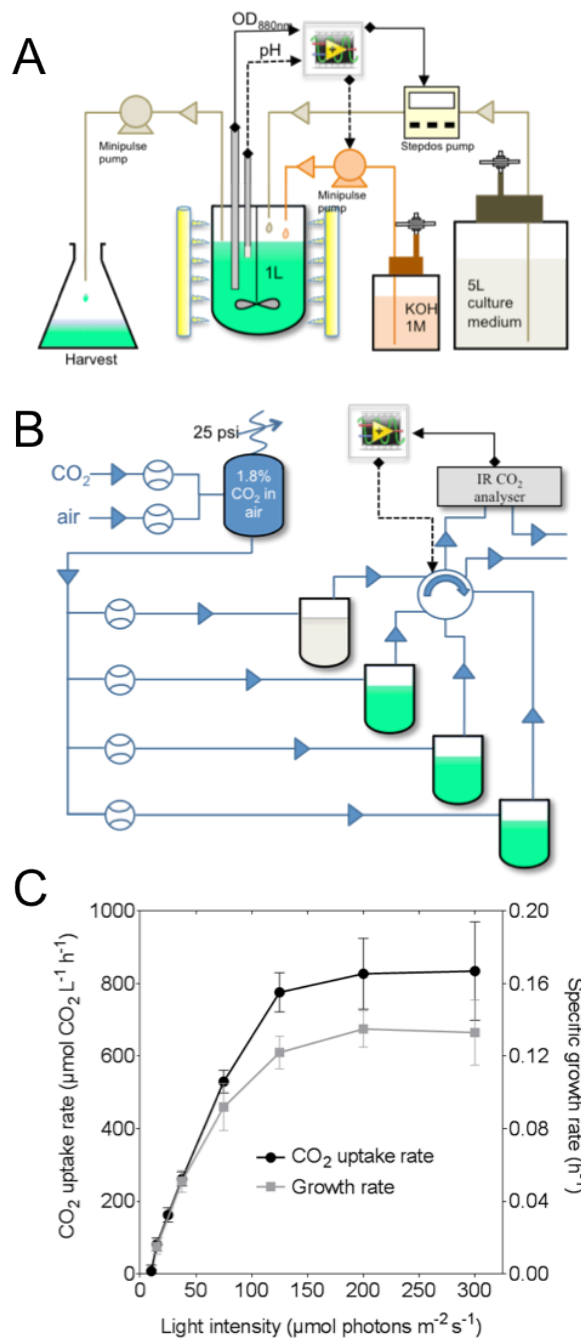 A
OD880nm
pH
Minipulse
pump
Stepdos pump
Minipulse
pump
1L
KOH
1M
5L
culture
medium
Harvest
B
25 psi
CO2
air
1.8%
CO2 in
air
IR CO2
analyser
C
CO2 uptake rate (µmol CO2 L-1 h-1)
1000
800
600
400
200
0
0.20
0.16
0.12
0.08
0.04
0.00
Specific growth rate (h-1)
CO2 uptake rate
Growth rate
0 50 100 150 200 250 300
Light intensity (µmol photons m-2 s-1)